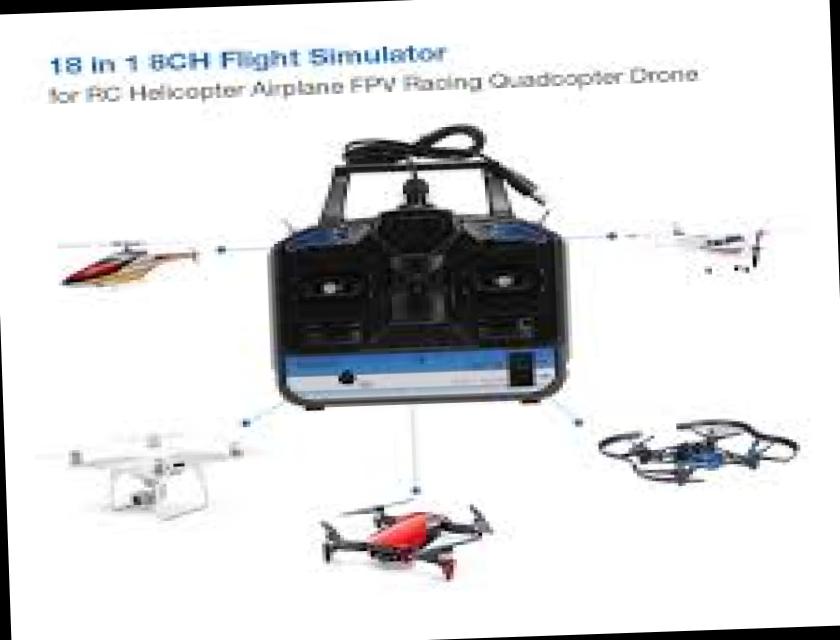 18 in 1 8CH Flight Simulator
for RC Helicopter Airplane FPV Racing Quadcopter Drone